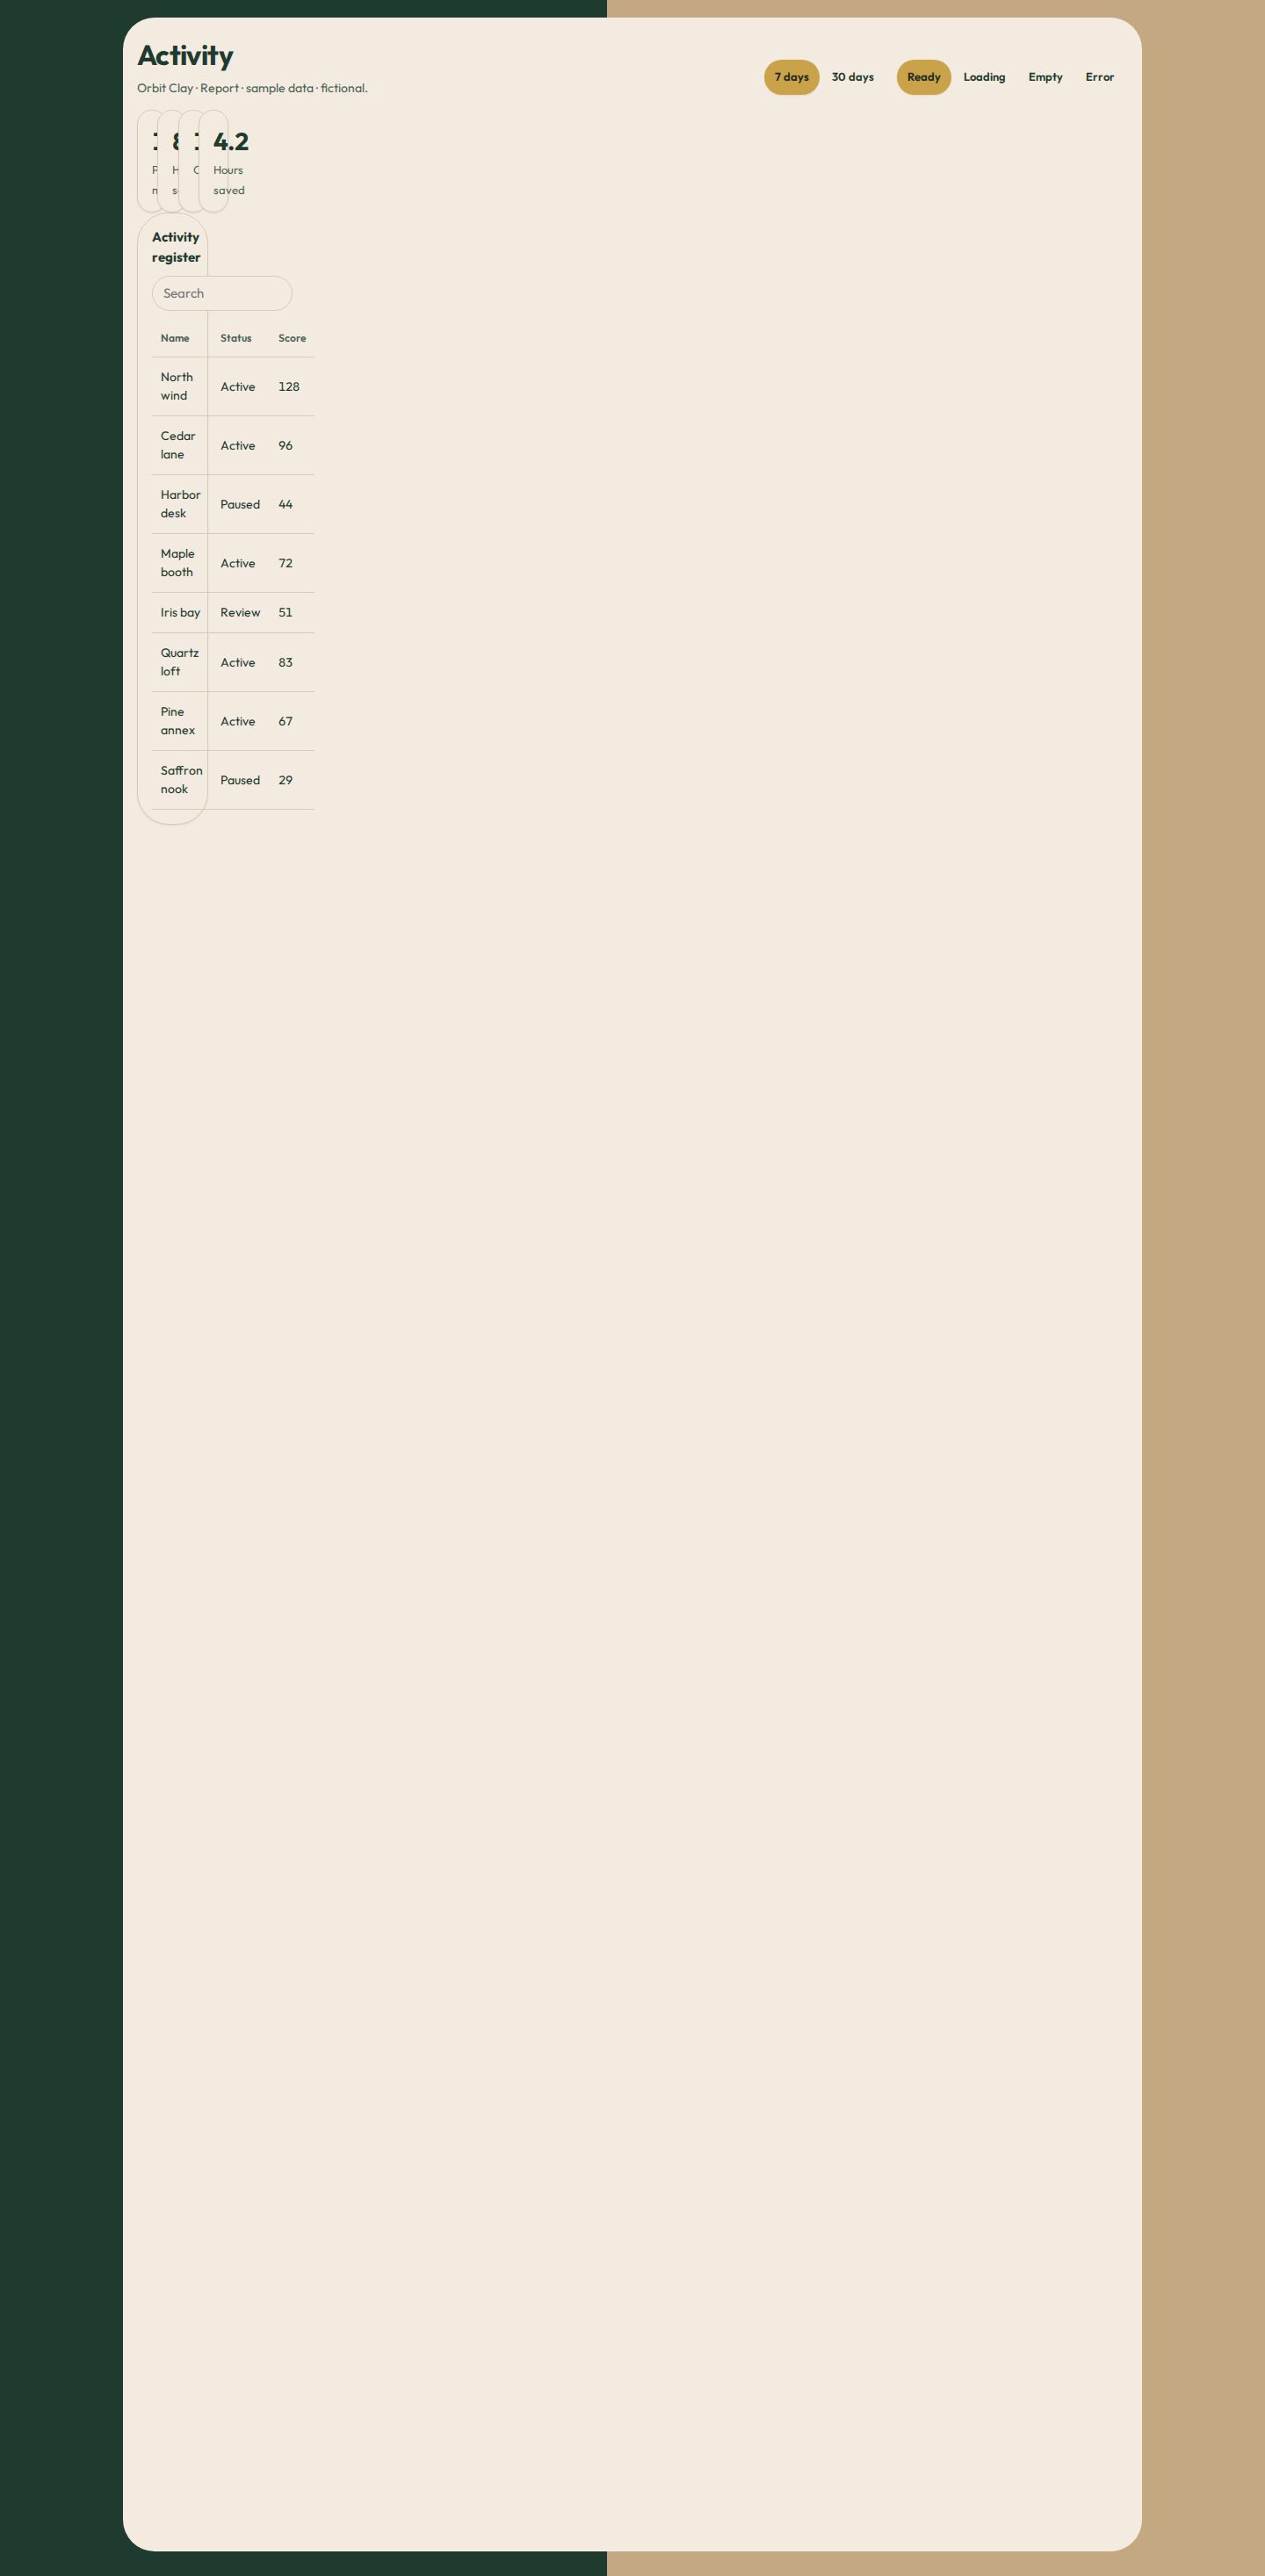 Activity
Orbit Clay · Report · sample data · fictional.
7 days 30 days Ready Loading Empty Error
4.2
Hours
saved
Activity
register
Search
Name Status Score
North
wind
Active 128
Cedar
lane
Active 96
Harbor
desk
Paused 44
Maple
booth
Active 72
Iris bay Review 51
Quartz
loft
Active 83
Pine
annex
Active 67
Saffron
nook
Paused 29